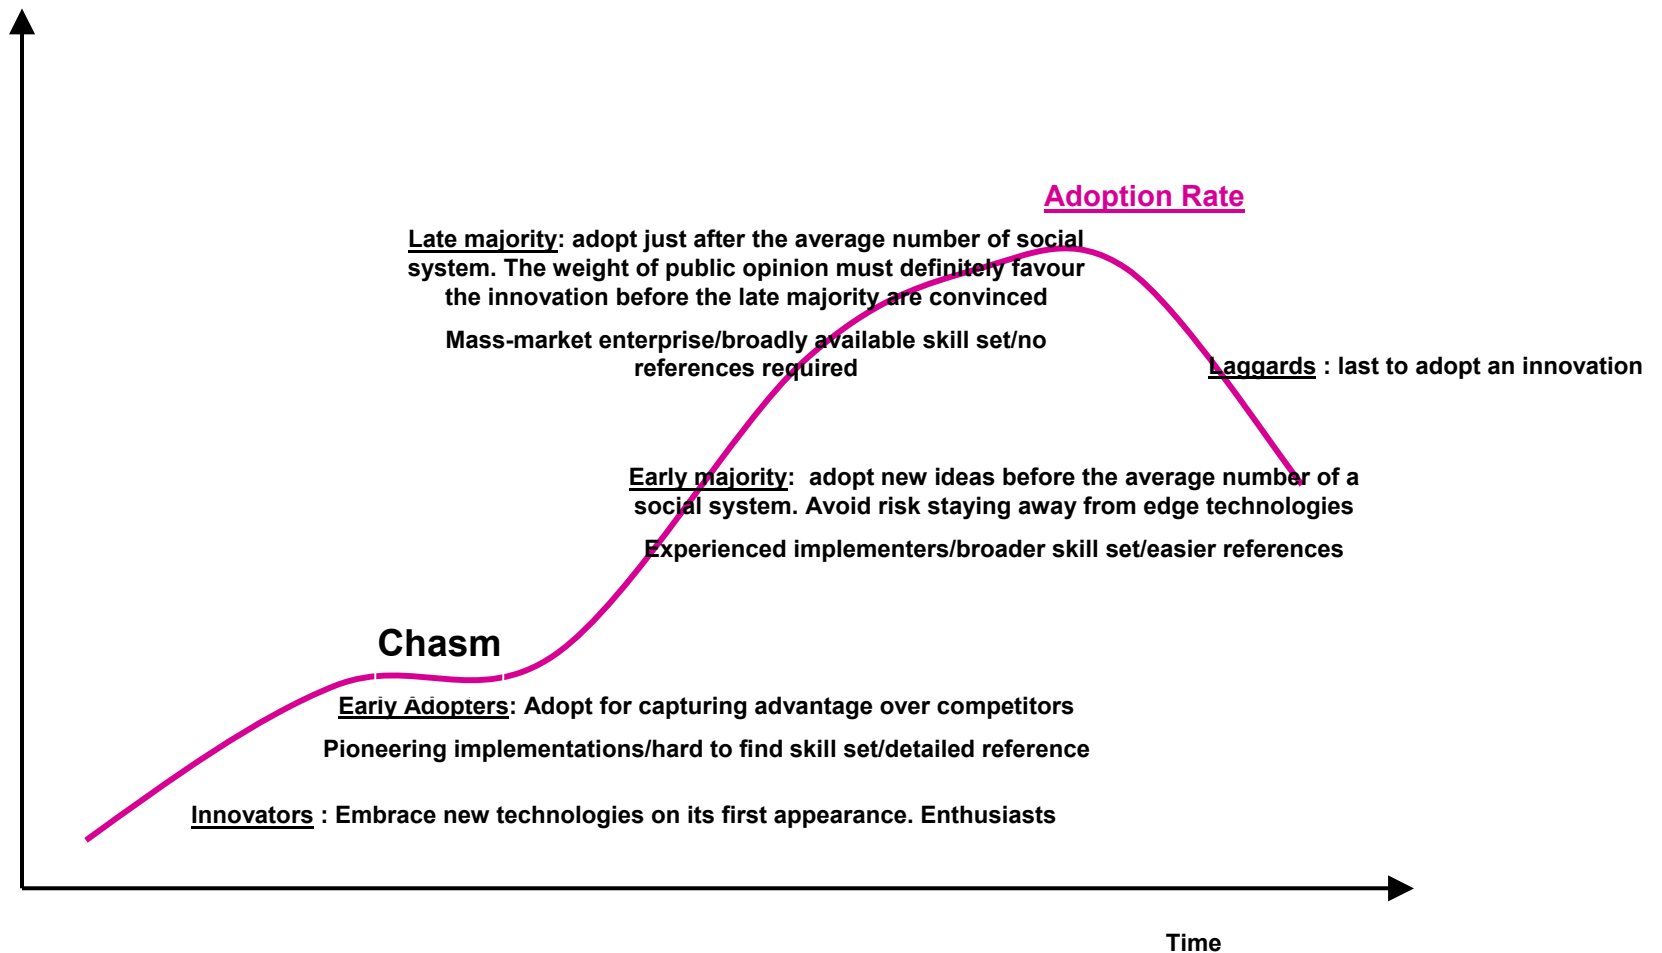 Adoption Rate
Late majority: adopt just after the average number of social
system. The weight of public opinion must definitely favour
the innovation before the late majority are convinced
Mass-market enterprise/broadly available skill set/no
references required
Laggards : last to adopt an innovation
Early majority:  adopt new ideas before the average number of a
social system. Avoid risk staying away from edge technologies
Experienced implementers/broader skill set/easier references
Chasm
Early Adopters: Adopt for capturing advantage over competitors
Pioneering implementations/hard to find skill set/detailed reference
Innovators : Embrace new technologies on its first appearance. Enthusiasts
Time